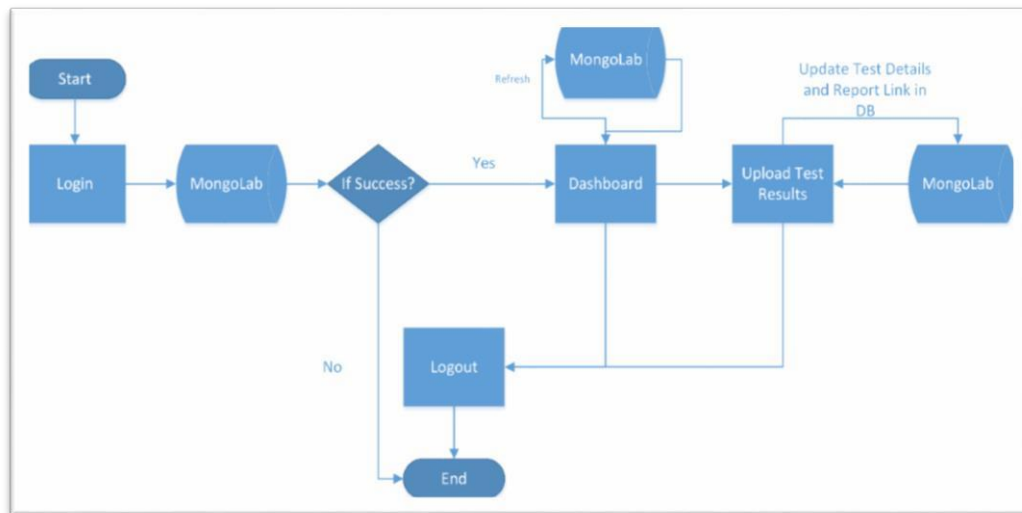 Start
MongoLab
Refresh
Update Test Details
and Report Link in
DB
Login
MongoLab
If Success?
Yes
Dashboard
Upload Test
Results
MongoLab
No
Logout
End